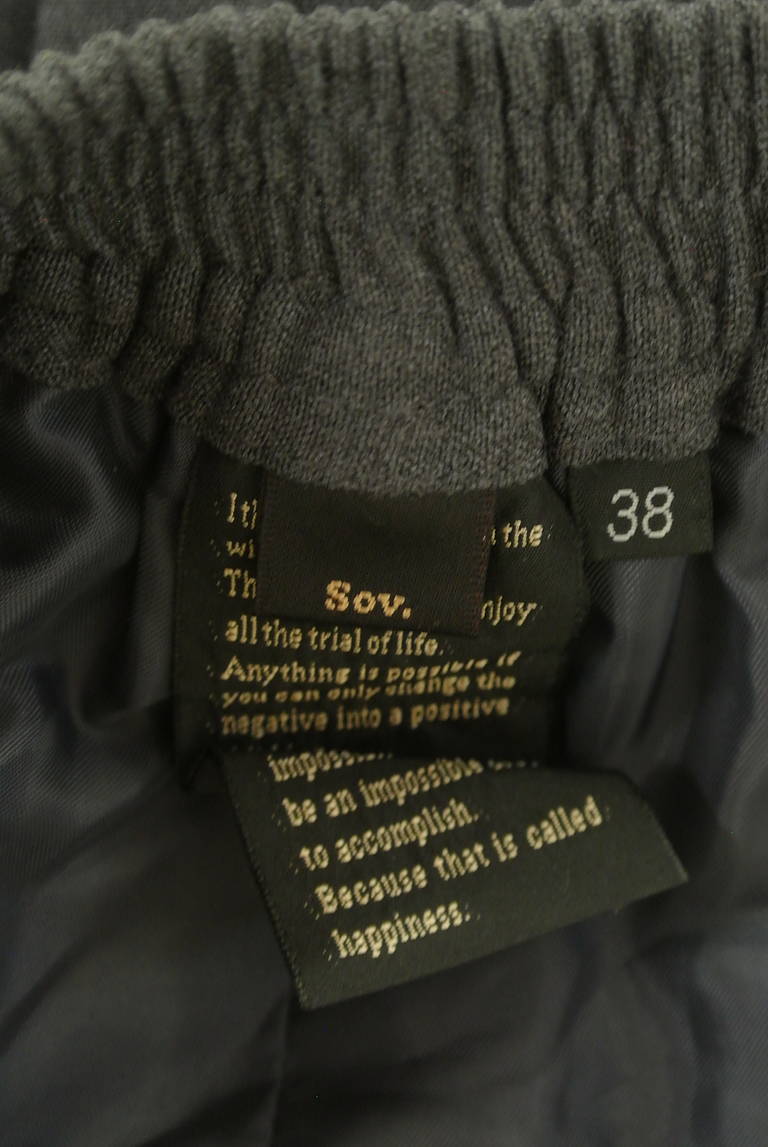 the
Sov.
38
all the trial of life.
Anything is possible if
you can only change the
negative into a positive
be an impossible
to accomplish.
Because that is called
happiness.